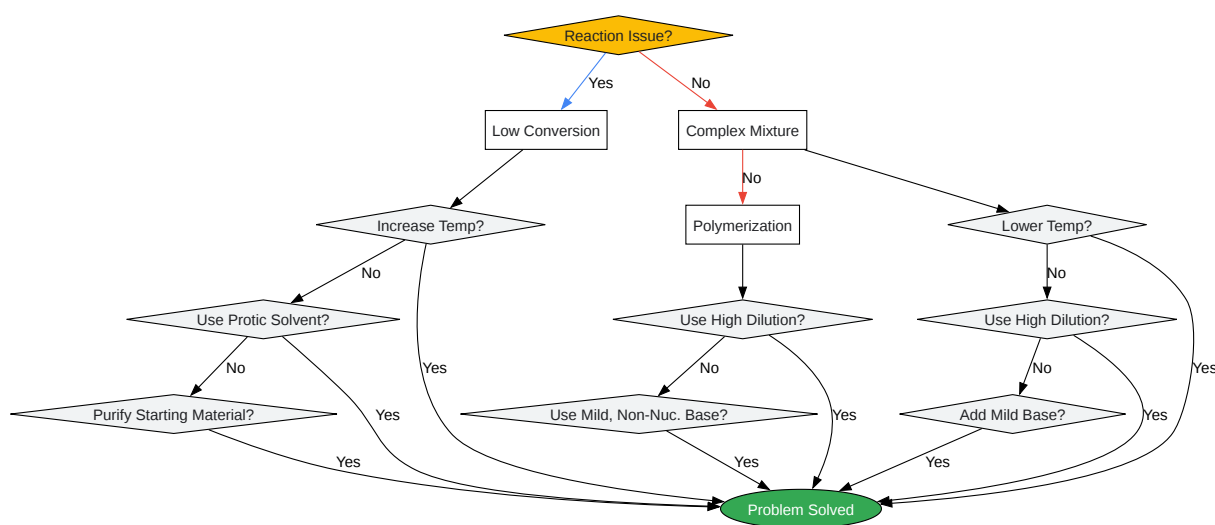 Reaction Issue?
Yes
No
Low Conversion
Complex Mixture
No
Increase Temp?
Polymerization
Lower Temp?
No
No
Use Protic Solvent?
Use High Dilution?
Use High Dilution?
No
Yes
No
No
Yes
Purify Starting Material?
Yes
Use Mild, Non-Nuc. Base?
Yes
Add Mild Base?
Yes
Yes
Yes
Yes
Problem Solved